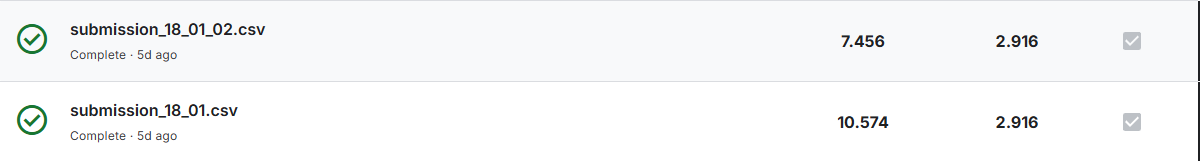 submission_18_01_02.csv
Complete · 5d ago
7.456
2.916
submission_18_01.csv
Complete · 5d ago
10.574
2.916